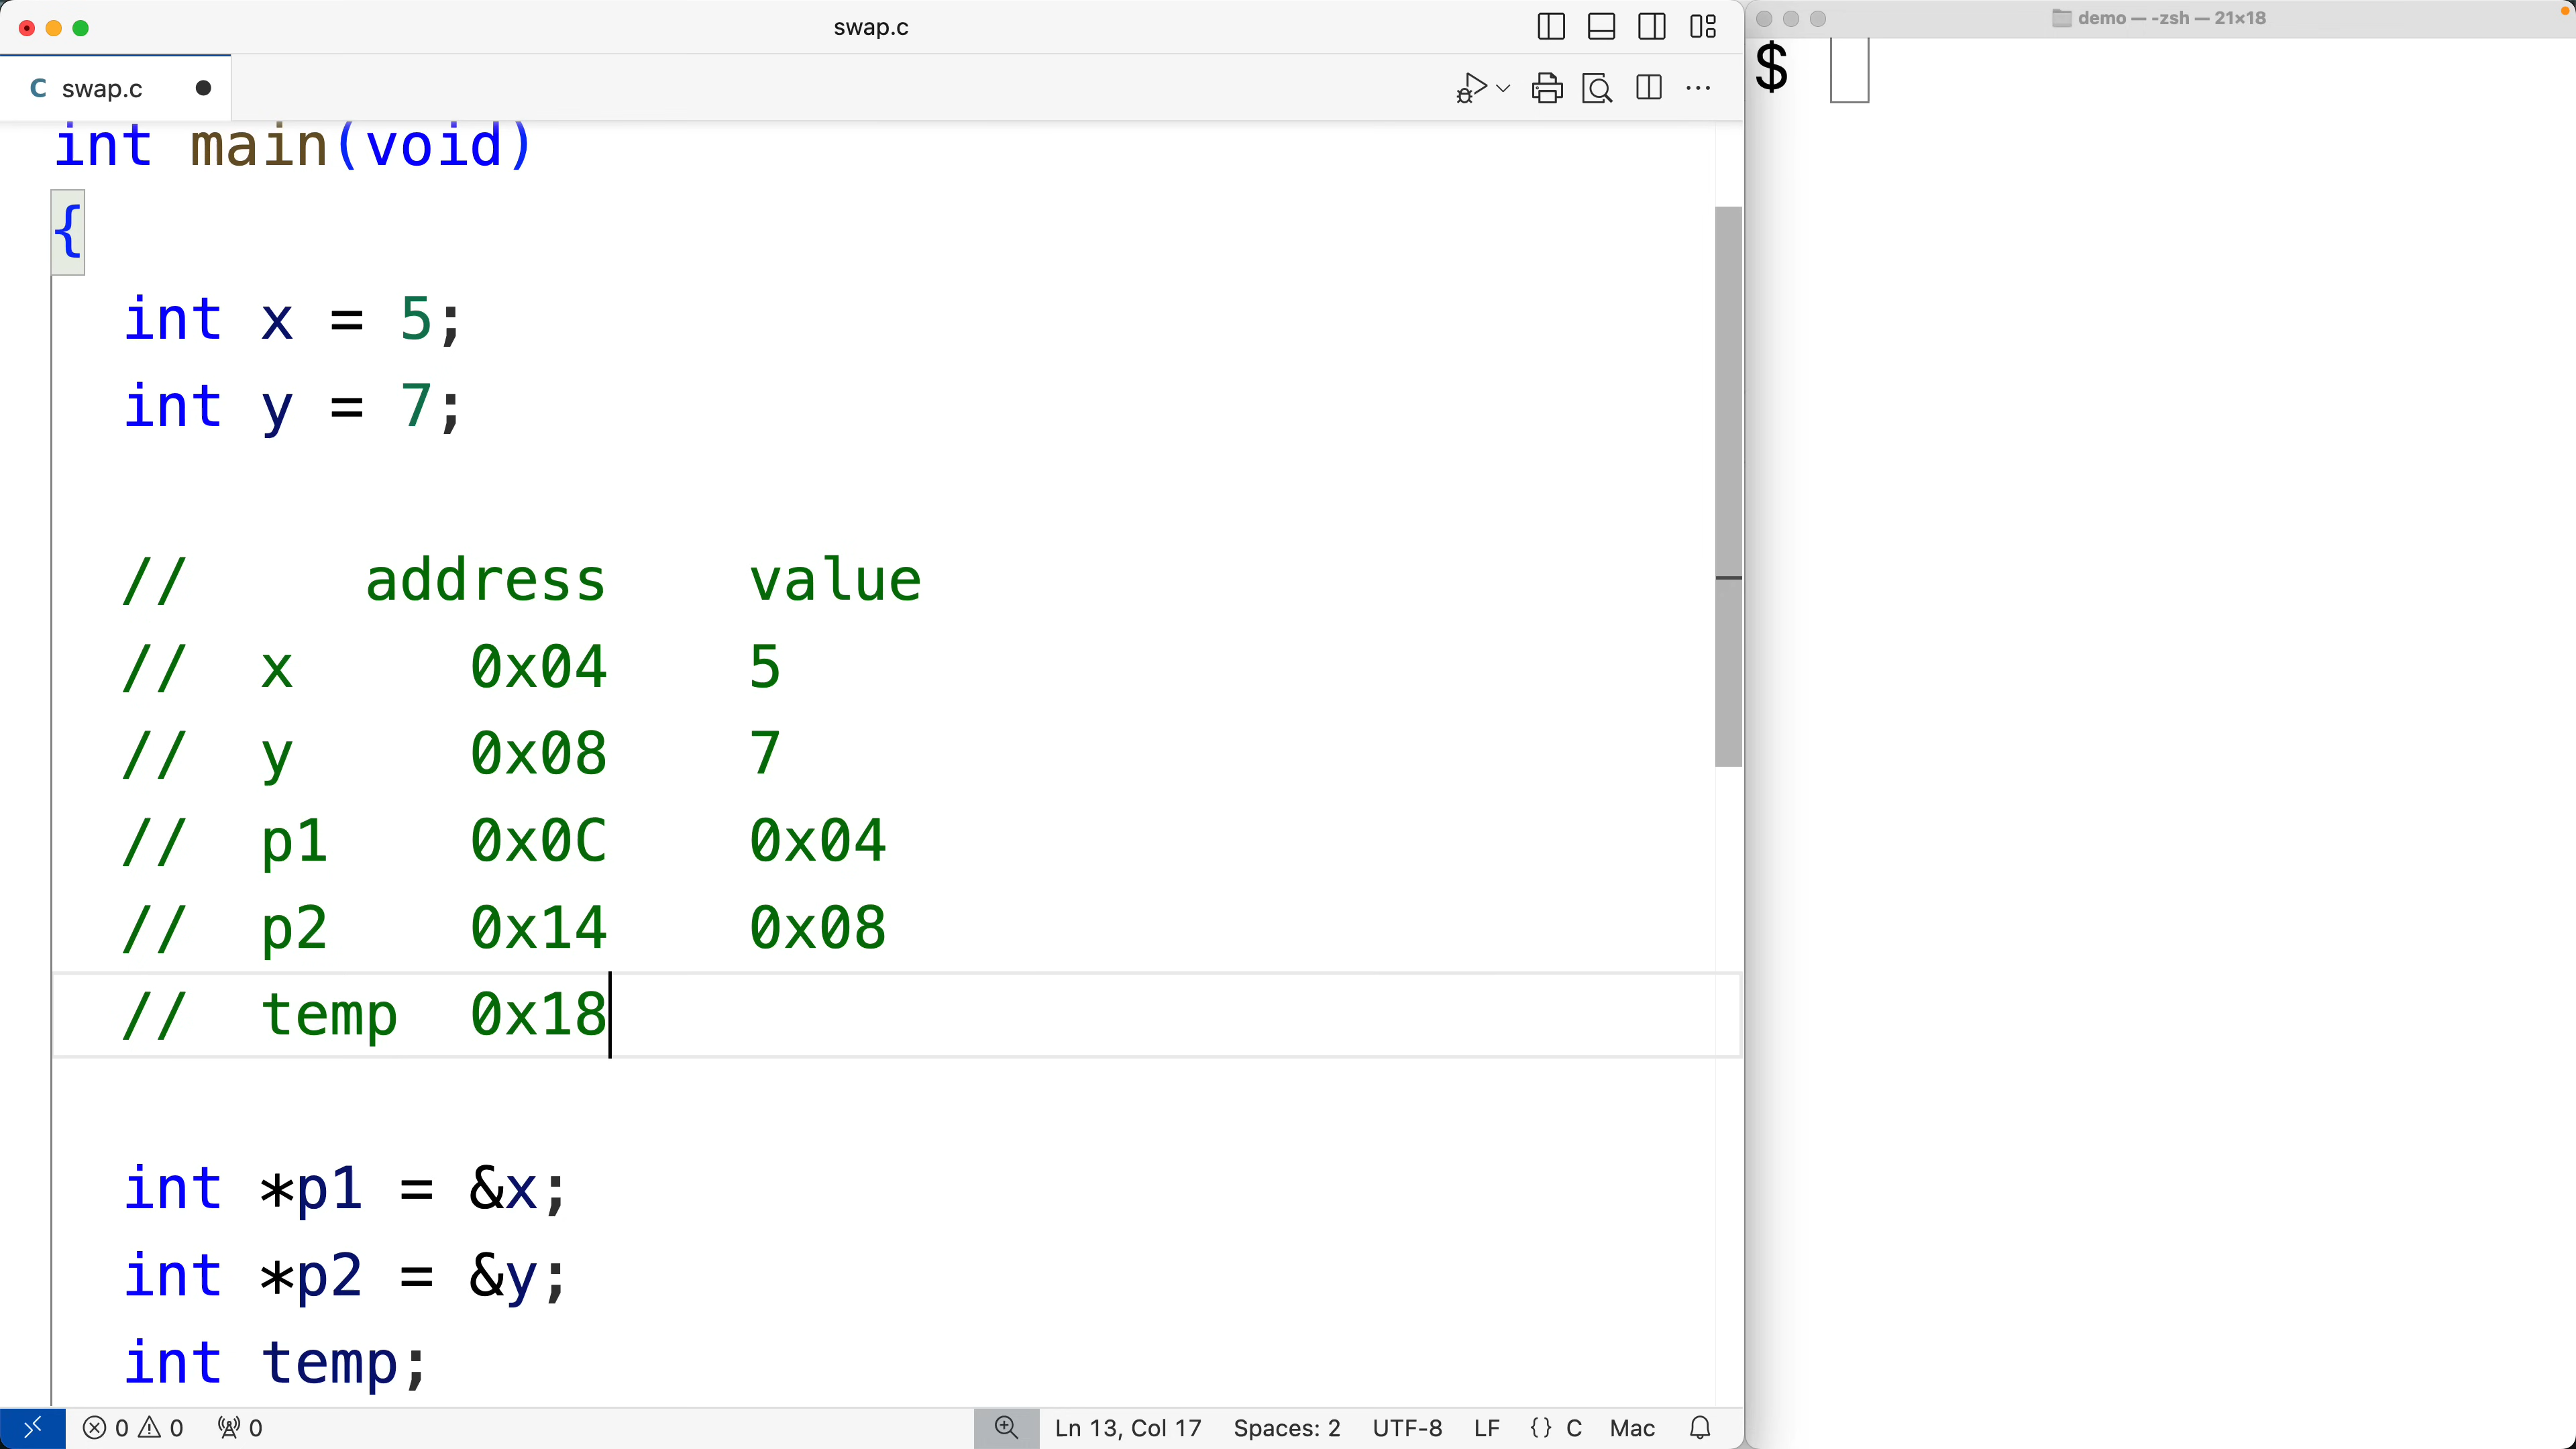 swap.c
demo — -zsh — 21×18
C swap.c
$
int main(void)
{
int x = 5;
int y = 7;
// address value
// x 0x04 5
// y 0x08 7
// p1 0x0C 0x04
// p2 0x14 0x08
// temp 0x18
int *p1 = &x;
int *p2 = &y;
int temp;
0 0 0 Ln 13, Col 17 Spaces: 2 UTF-8 LF {} C Mac